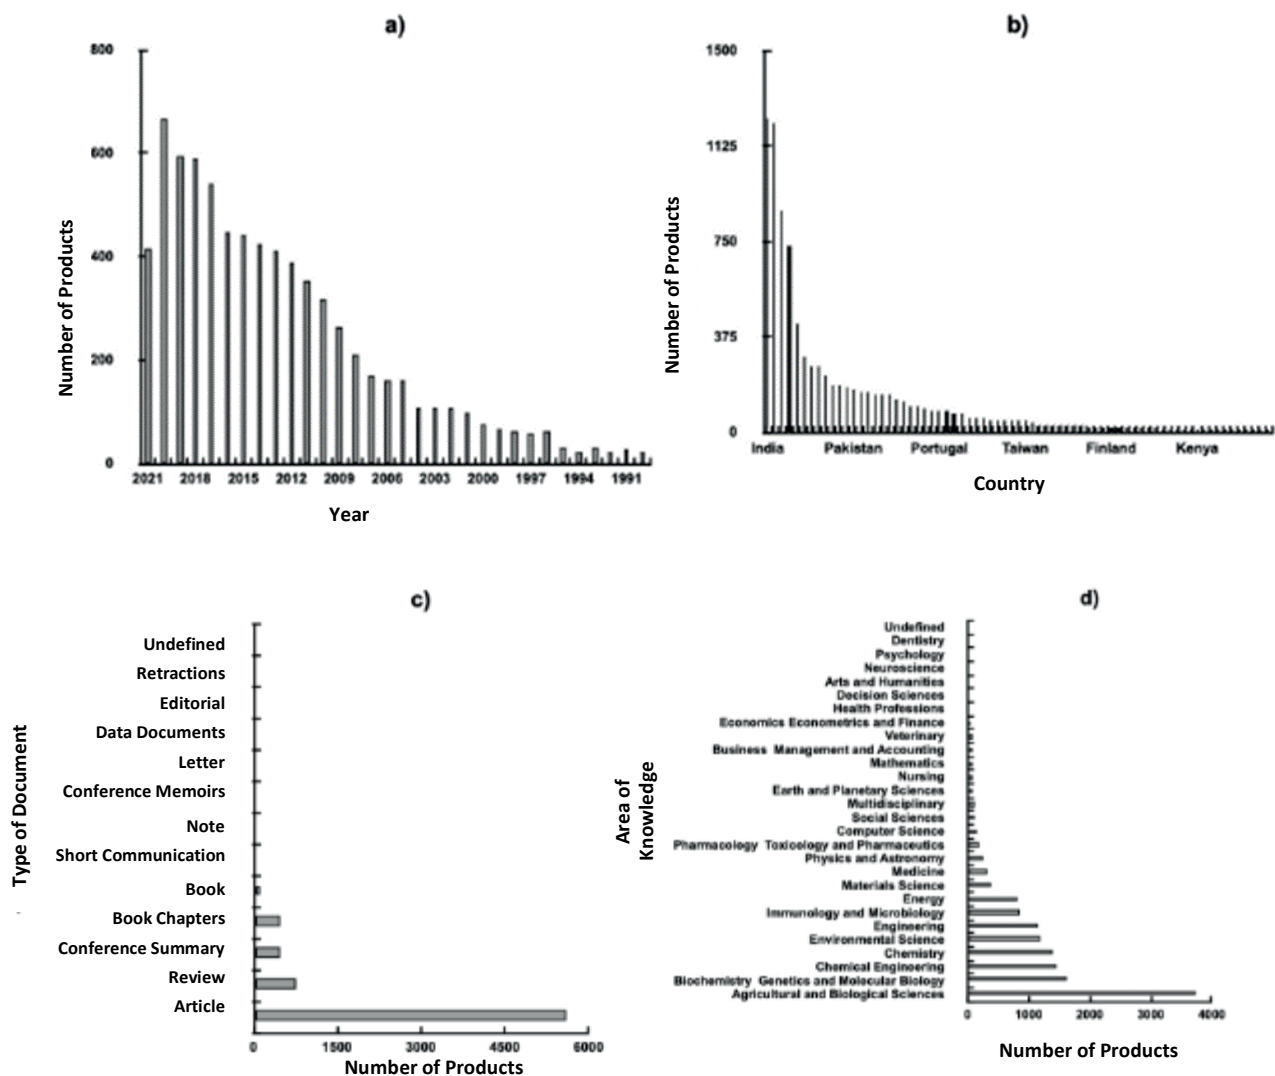 a)
800
600
400
200
0
Number of Products
2021 2018 2015 2012 2009 2006 2003 2000 1997 1994 1991
Year
b)
1500
1125
750
375
0
Number of Products
India Pakistan Portugal Taiwan Finland Kenya
Country
c)
Type of Document
Undefined
Retractions
Editorial
Data Documents
Letter
Conference Memoirs
Note
Short Communication
Book
Book Chapters
Conference Summary
Review
Article
0 1500 3000 4500 6000
Number of Products
d)
Area of
Knowledge
Undefined
Dentistry
Psychology
Neuroscience
Arts and Humanities
Decision Sciences
Health Professions
Economics Econometrics and Finance
Veterinary
Business Management and Accounting
Mathematics
Nursing
Earth and Planetary Sciences
Multidisciplinary
Social Sciences
Computer Science
Pharmacology Toxicology and Pharmaceutics
Physics and Astronomy
Medicine
Materials Science
Energy
Immunology and Microbiology
Engineering
Environmental Science
Chemistry
Chemical Engineering
Biochemistry Genetics and Molecular Biology
Agricultural and Biological Sciences
0 1000 2000 3000 4000
Number of Products